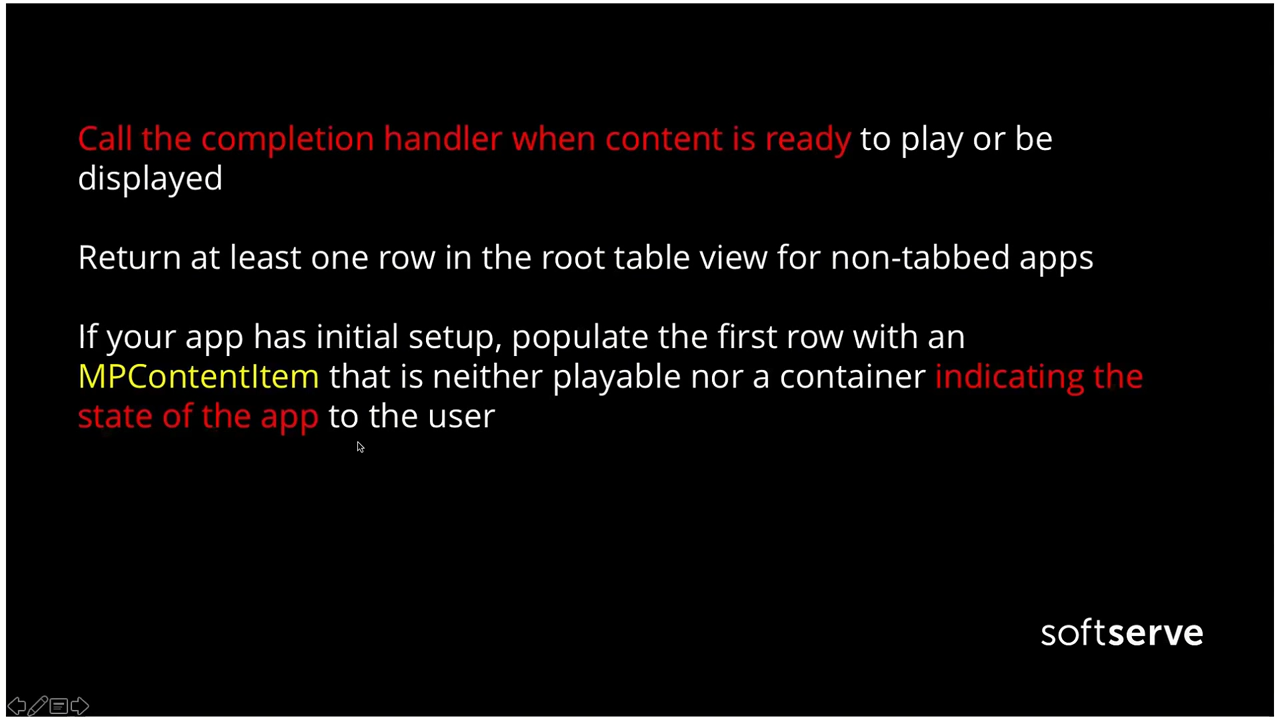 Call the completion handler when content is ready to play or be
displayed
Return at least one row in the root table view for non-tabbed apps
If your app has initial setup, populate the first row with an
MPContentItem that is neither playable nor a container indicating the
state of the app to the user
softserve